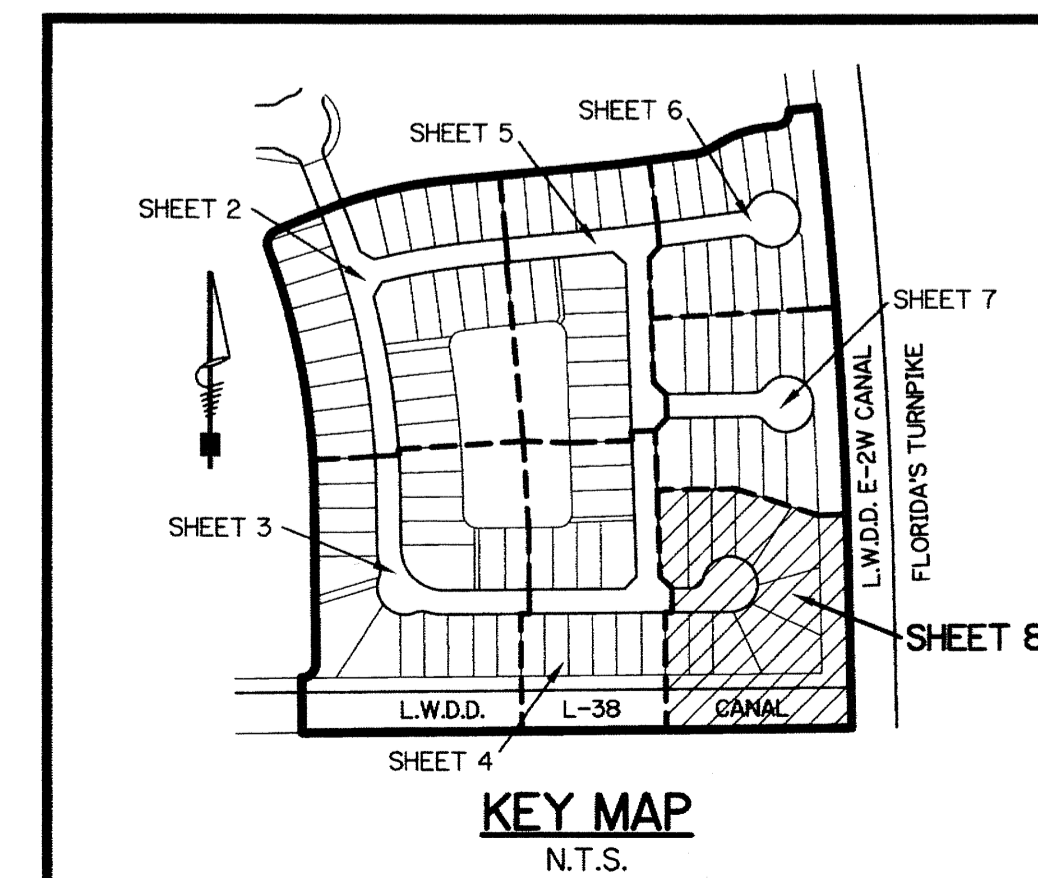 SHEET 6
SHEET 5
SHEET 2
SHEET 7
L.W.D.D. E-2W CANAL
FLORIDA'S TURNPIKE
SHEET 3
SHEET 8
L.W.D.D. L-38 CANAL
SHEET 4
KEY MAP
N.T.S.